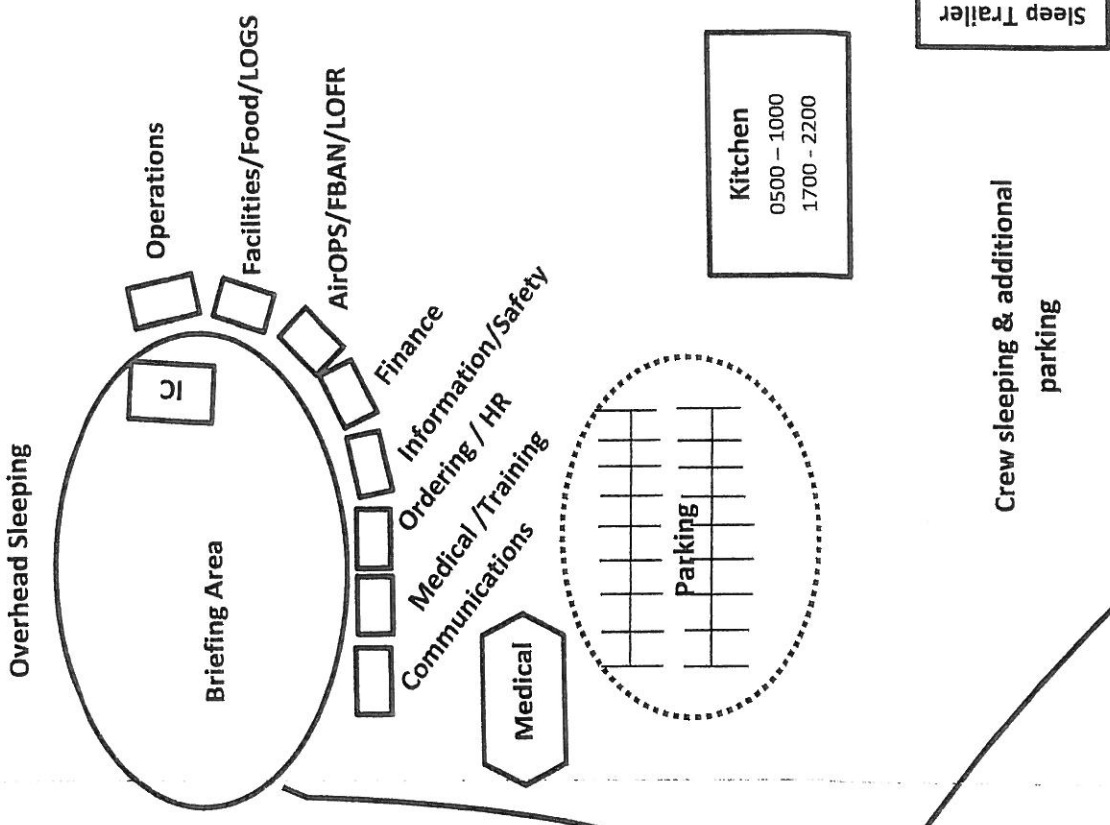 Overhead Sleeping
Briefing Area
IC
Operations
Facilities/Food/LOGS
AirOPS/FBAN/LOFR
Finance
Information/Safety
Ordering / HR
Medical /Training
Communications
Medical
Parking
Kitchen
0500 – 1000
1700 - 2200
Sleep Trailer
Crew sleeping & additional
parking